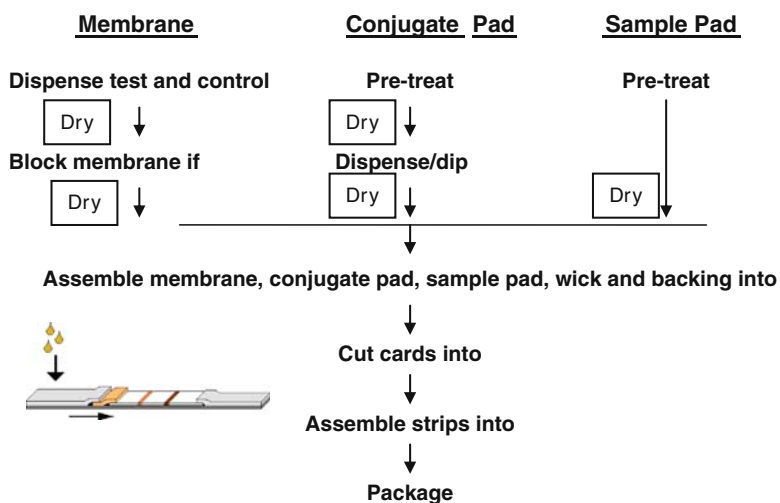 Membrane
Conjugate Pad
Sample Pad
Dispense test and control
Pre-treat
Pre-treat
Dry
Dry
Block membrane if
Dispense/dip
Dry
Dry
Dry
Assemble membrane, conjugate pad, sample pad, wick and backing into
Cut cards into
Assemble strips into
Package